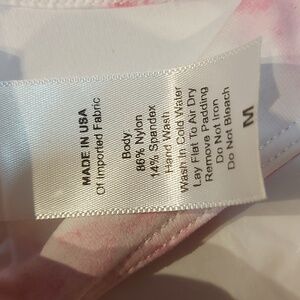 MADE IN USA
Of Imported Fabric
Body
86% Nylon
14% Spandex
Hand Wash
Wash in Cold Water
Lay Flat To Air Dry
Remove Padding
Do Not Iron
Do Not Bleach
M